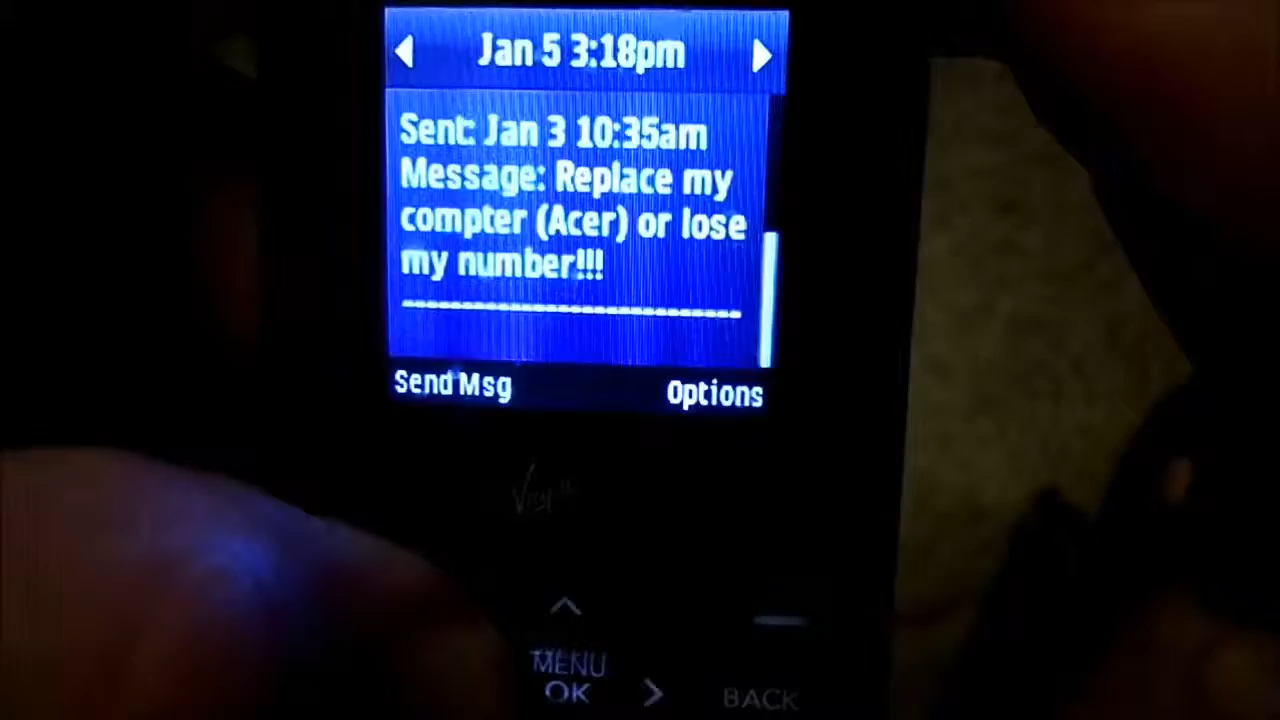 Jan 5 3:18pm
Sent: Jan 3 10:35am
Message: Replace my
compter (Acer) or lose
my number!!!
--------------------------------
Send Msg Options
MENU
OK BACK